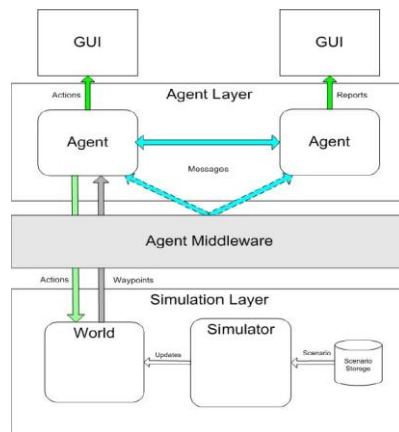 GUI
GUI
Actions
Reports
Agent Layer
Agent
Agent
Messages
Agent Middleware
Actions
Waypoints
Simulation Layer
World
Simulator
Updates
Scenario
Scenario
Storage